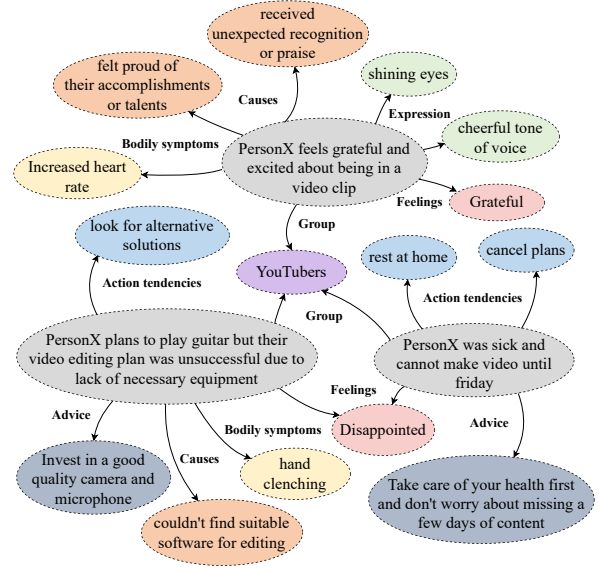 received
unexpected recognition
or praise
felt proud of
their accomplishments
or talents
shining eyes
Causes
Expression
cheerful tone
of voice
Bodily symptoms
PersonX feels grateful and
excited about being in a
video clip
Increased heart
rate
Feelings
Grateful
Group
look for alternative
solutions
rest at home
cancel plans
YouTubers
Action tendencies
Action tendencies
Group
PersonX plans to play guitar but their
video editing plan was unsuccessful due to
lack of necessary equipment
PersonX was sick and
cannot make video until
friday
Feelings
Advice
Disappointed
Advice
Bodily symptoms
Invest in a good
quality camera and
microphone
Causes
hand
clenching
Take care of your health first
and don't worry about missing a
few days of content
couldn't find suitable
software for editing